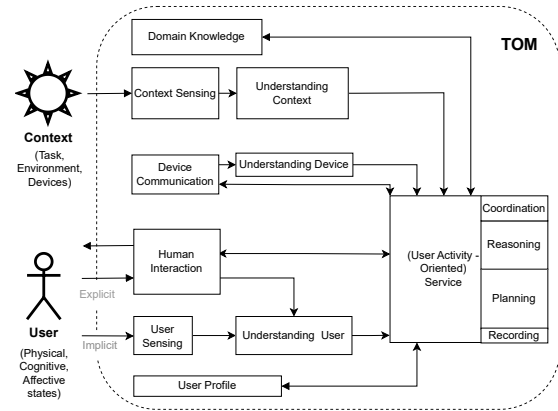 TOM
Domain Knowledge
Context Sensing
Understanding
Context
Context
(Task,
Environment,
Devices)
Device
Communication
Understanding Device
Coordination
Reasoning
(User Activity -
Oriented)
Service
Planning
Recording
Human
Interaction
Explicit
User
Sensing
Understanding User
Implicit
User
(Physical,
Cognitive,
Affective
states)
User Profile